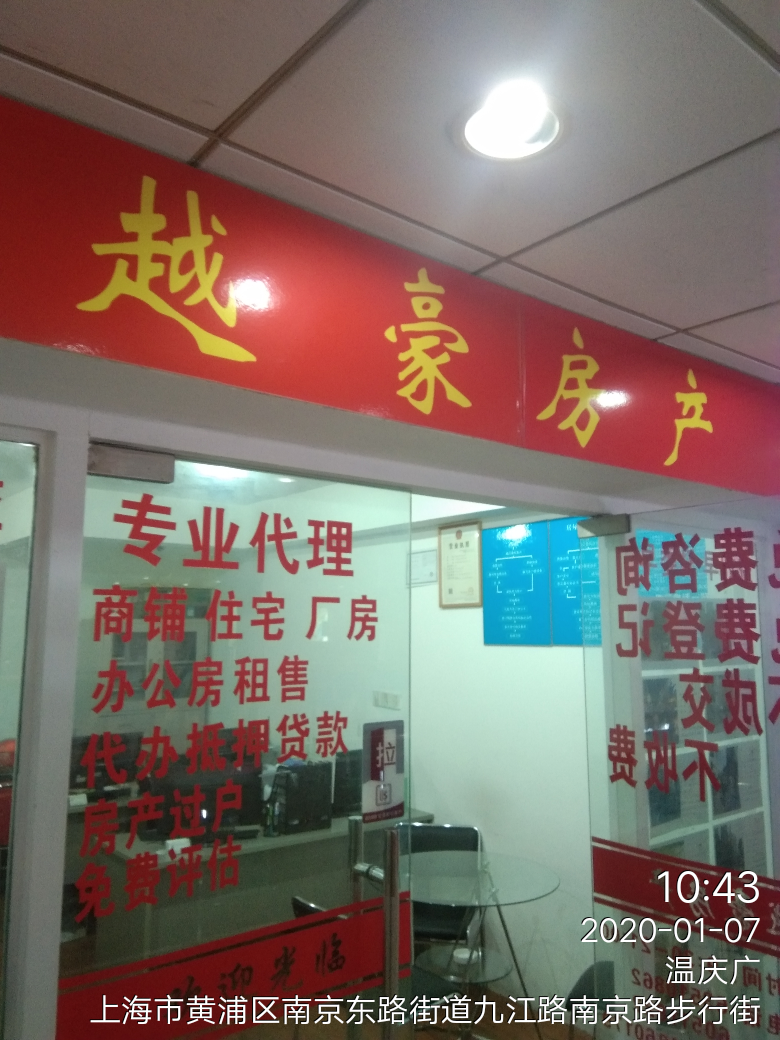 越豪房产
专业代理
商铺 住宅 厂房
办公房租售
代办抵押贷款
房产过户
免费评估
欢迎光临
拉
免费咨询
免费登记
不成交
不收费
10:43
2020-01-07
温庆广
上海市黄浦区南京东路街道九江路南京路步行街